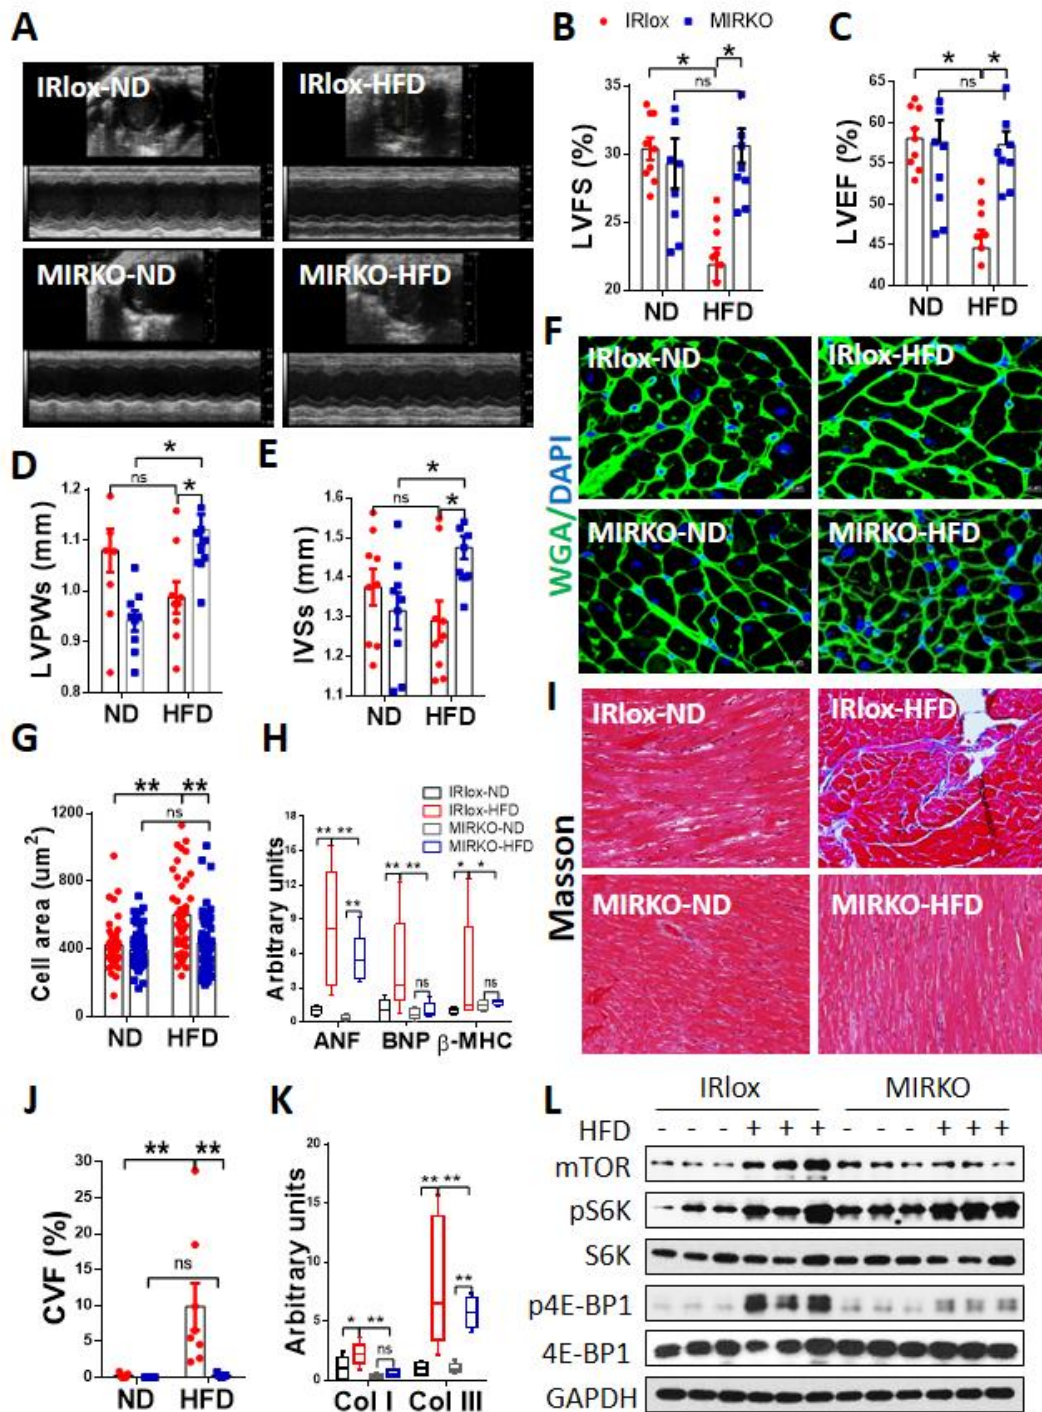 A
IRlox-ND
IRlox-HFD
MIRKO-ND
MIRKO-HFD
B
IRlox MIRKO
*
*
ns
LVFS (%)
35
30
25
20
ND HFD
C
*
*
ns
LVEF (%)
65
60
55
50
45
40
ND HFD
D
*
ns
*
LVPWs (mm)
1.2
1.1
1.0
0.9
0.8
ND HFD
E
*
ns
*
IVSs (mm)
1.6
1.5
1.4
1.3
1.2
1.1
ND HFD
F
WGA/DAPI
IRlox-ND
IRlox-HFD
MIRKO-ND
MIRKO-HFD
G
**
**
ns
Cell area (um²)
1200
800
400
0
ND HFD
H
IRlox-ND
IRlox-HFD
MIRKO-ND
MIRKO-HFD
Arbitrary units
18
15
12
9
6
3
0
** **
**
** **
ns
* *
ns
ANF BNP β-MHC
I
Masson
IRlox-ND
IRlox-HFD
MIRKO-ND
MIRKO-HFD
J
** **
ns
CVF (%)
30
25
20
15
10
5
0
ND HFD
K
Arbitrary units
20
15
10
5
0
* **
ns
** **
**
Col I Col III
L
IRlox MIRKO
HFD - - - + + + - - - + + +
mTOR
pS6K
S6K
p4E-BP1
4E-BP1
GAPDH